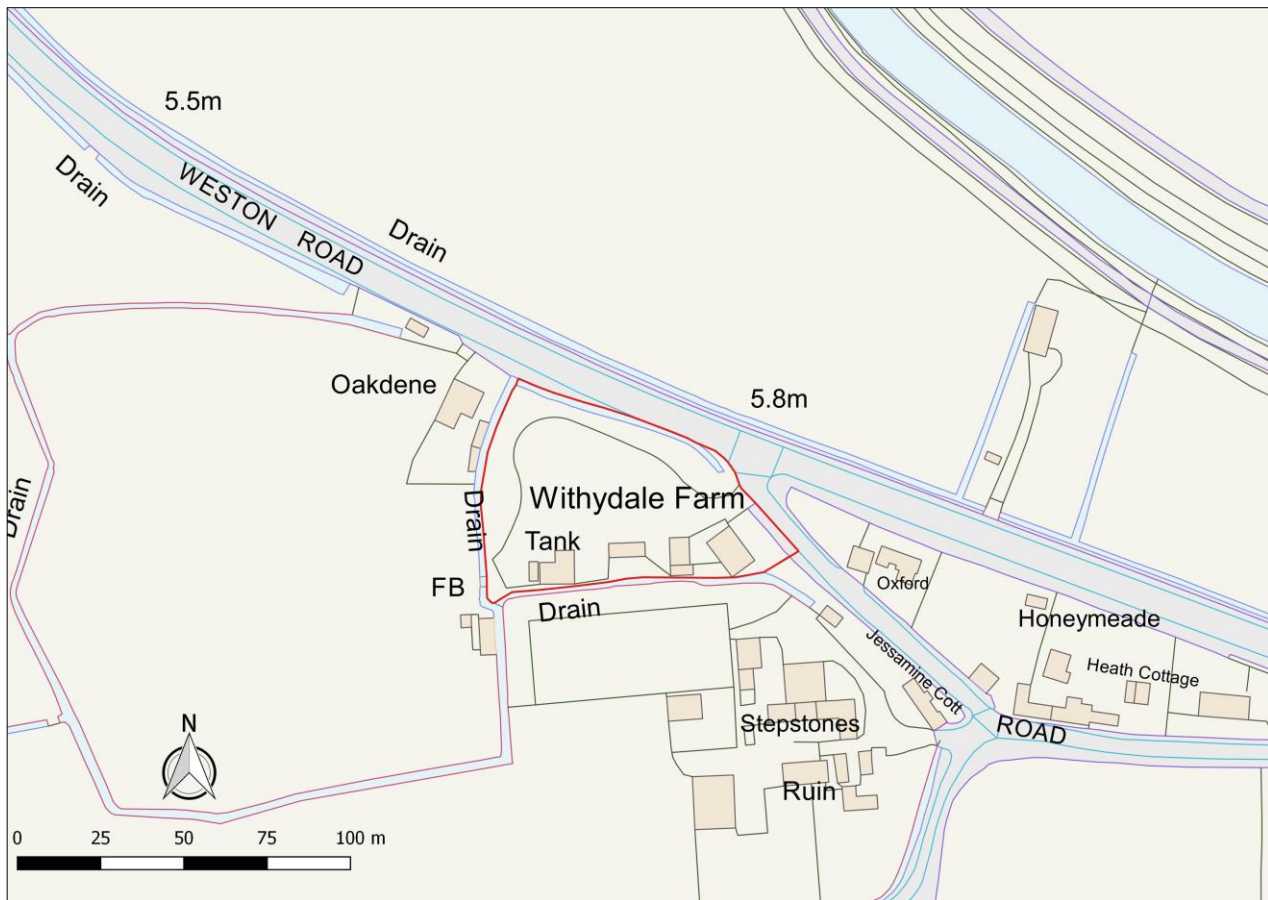 5.5m
Drain
WESTON ROAD
Drain
Oakdene
5.8m
Drain
Drain
Withydale Farm
Tank
FB
Drain
Oxford
Honeymeade
Jessamine Cott
Heath Cottage
Stepstones
ROAD
Ruin
N
0 25 50 75 100 m